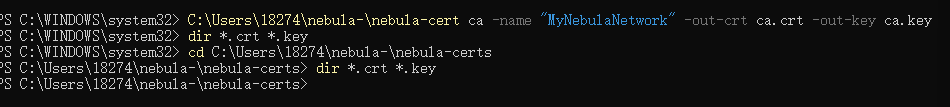 PS C:\WINDOWS\system32> C:\Users\18274\nebula-\nebula-cert ca -name "MyNebulaNetwork" -out-crt ca.crt -out-key ca.key
PS C:\WINDOWS\system32> dir *.crt *.key
PS C:\WINDOWS\system32> cd C:\Users\18274\nebula-\nebula-certs
PS C:\Users\18274\nebula-\nebula-certs> dir *.crt *.key
PS C:\Users\18274\nebula-\nebula-certs>